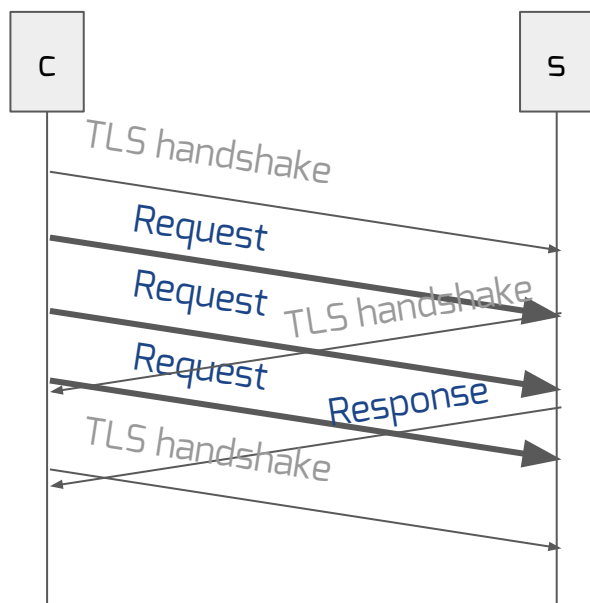 C
S
TLS handshake
Request
Request
TLS handshake
Request
Response
TLS handshake